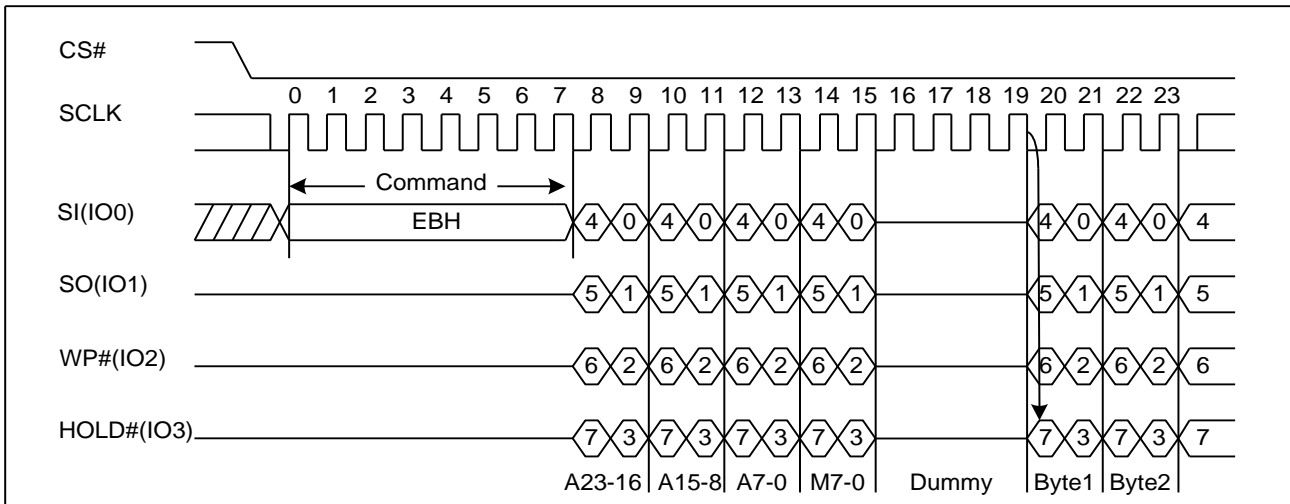 CS#
0 1 2 3 4 5 6 7 8 9 10 11 12 13 14 15 16 17 18 19 20 21 22 23
SCLK
Command
SI(IO0) EBH 4 0 4 0 4 0 4 0 4 0 4 0 4
SO(IO1) 5 1 5 1 5 1 5 1 5 1 5 1 5
WP#(IO2) 6 2 6 2 6 2 6 2 6 2 6 2 6
HOLD#(IO3) 7 3 7 3 7 3 7 3 7 3 7 3 7
A23-16 A15-8 A7-0 M7-0 Dummy Byte1 Byte2